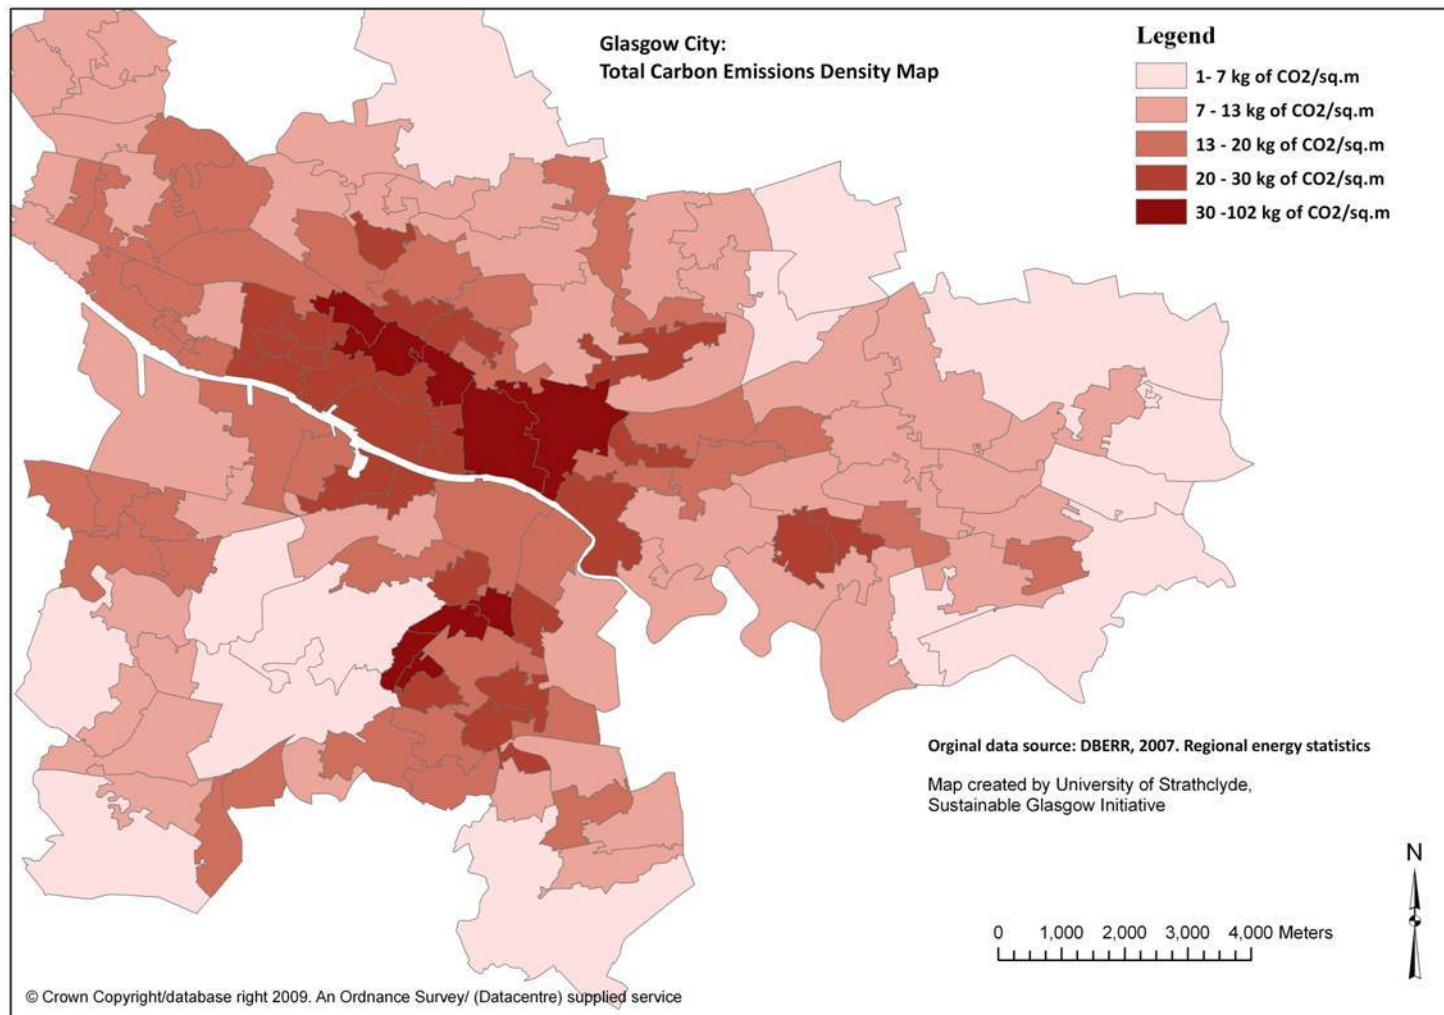 Glasgow City:
Total Carbon Emissions Density Map
Legend
1- 7 kg of CO2/sq.m
7 - 13 kg of CO2/sq.m
13 - 20 kg of CO2/sq.m
20 - 30 kg of CO2/sq.m
30 -102 kg of CO2/sq.m
Orginal data source: DBERR, 2007. Regional energy statistics
Map created by University of Strathclyde,
Sustainable Glasgow Initiative
N
0 1,000 2,000 3,000 4,000 Meters
© Crown Copyright/database right 2009. An Ordnance Survey/ (Datacentre) supplied service